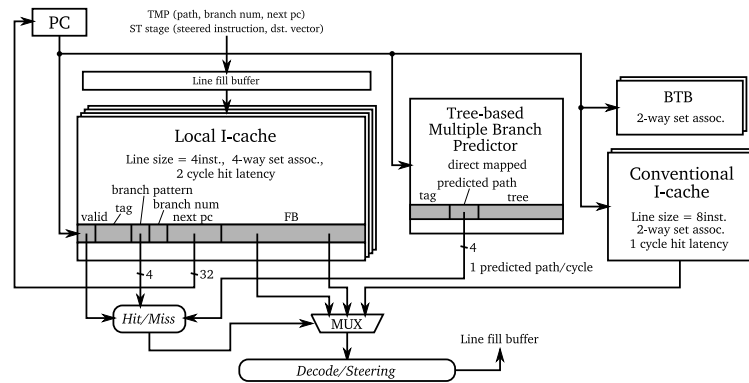 PC
TMP (path, branch num, next pc)
ST stage (steered instruction, dst. vector)
Line fill buffer
Local I-cache
Line size = 4inst., 4-way set assoc.,
2 cycle hit latency
branch pattern
tag
branch num
valid
next pc
FB
Tree-based
Multiple Branch
Predictor
direct mapped
predicted path
tag
tree
BTB
2-way set assoc.
Conventional
I-cache
Line size = 8inst.
2-way set assoc.
1 cycle hit latency
4
32
4
1 predicted path/cycle
Hit/Miss
MUX
Line fill buffer
Decode/Steering